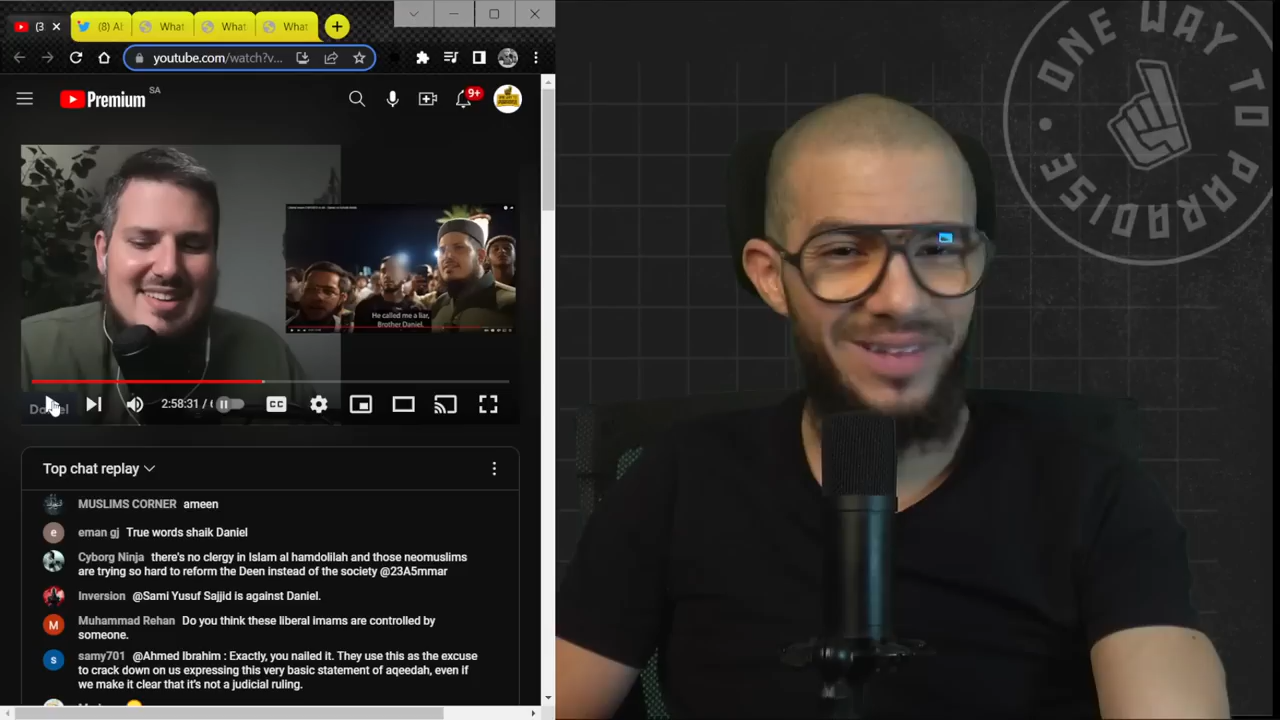 (3
(8) Al
What
What
What
youtube.com/watch?v...
Premium
SA
9+
He called me a liar,
Brother Daniel.
2:58:31 /
CC
Top chat replay
MUSLIMS CORNER ameen
eman gj True words shaik Daniel
Cyborg Ninja there's no clergy in Islam al hamdolilah and those neomuslims
are trying so hard to reform the Deen instead of the society @23A5mmar
Inversion @Sami Yusuf Sajjid is against Daniel.
Muhammad Rehan Do you think these liberal imams are controlled by
someone.
samy701 @Ahmed Ibrahim : Exactly, you nailed it. They use this as the excuse
to crack down on us expressing this very basic statement of aqeedah, even if
we make it clear that it's not a judicial ruling.
ONE WAY TO PARADISE